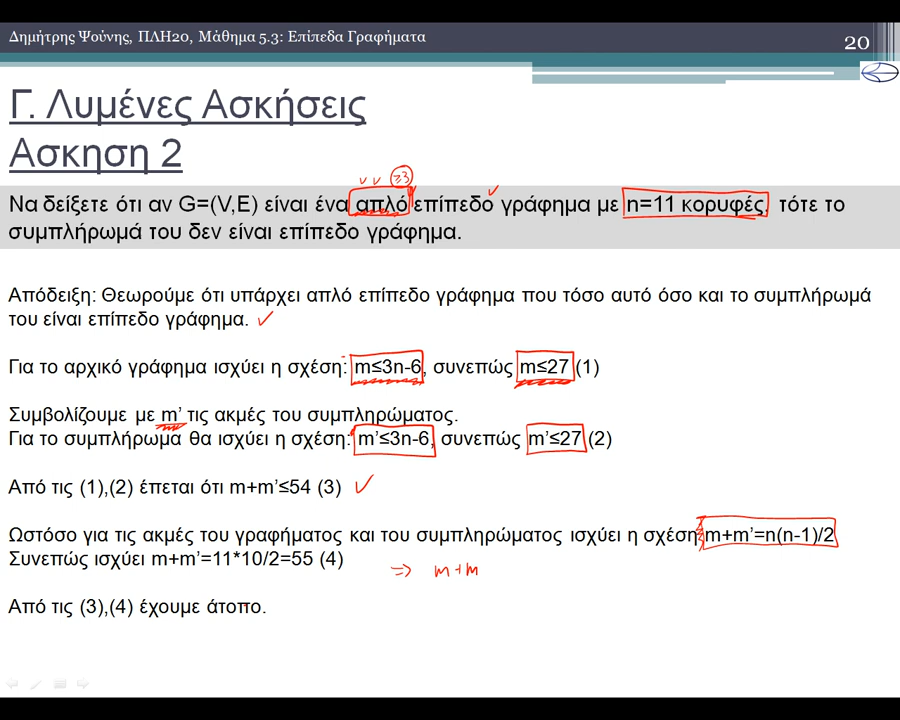 Δημήτρης Ψούνης, ΠΛΗ20, Μάθημα 5.3: Επίπεδα Γραφήματα
20
Γ. Λυμένες Ασκήσεις
Ασκηση 2
≥3
Να δείξετε ότι αν G=(V,E) είναι ένα απλό επίπεδο γράφημα με n=11 κορυφές, τότε το
συμπλήρωμά του δεν είναι επίπεδο γράφημα.
Απόδειξη: Θεωρούμε ότι υπάρχει απλό επίπεδο γράφημα που τόσο αυτό όσο και το συμπλήρωμά
του είναι επίπεδο γράφημα.
Για το αρχικό γράφημα ισχύει η σχέση: m≤3n-6, συνεπώς m≤27 (1)
Συμβολίζουμε με m’ τις ακμές του συμπληρώματος.
Για το συμπλήρωμα θα ισχύει η σχέση: m’≤3n-6, συνεπώς m’≤27 (2)
Από τις (1),(2) έπεται ότι m+m’≤54 (3)
Ωστόσο για τις ακμές του γραφήματος και του συμπληρώματος ισχύει η σχέση m+m’=n(n-1)/2
Συνεπώς ισχύει m+m’=11*10/2=55 (4)
⇒ m+m
Από τις (3),(4) έχουμε άτοπο.